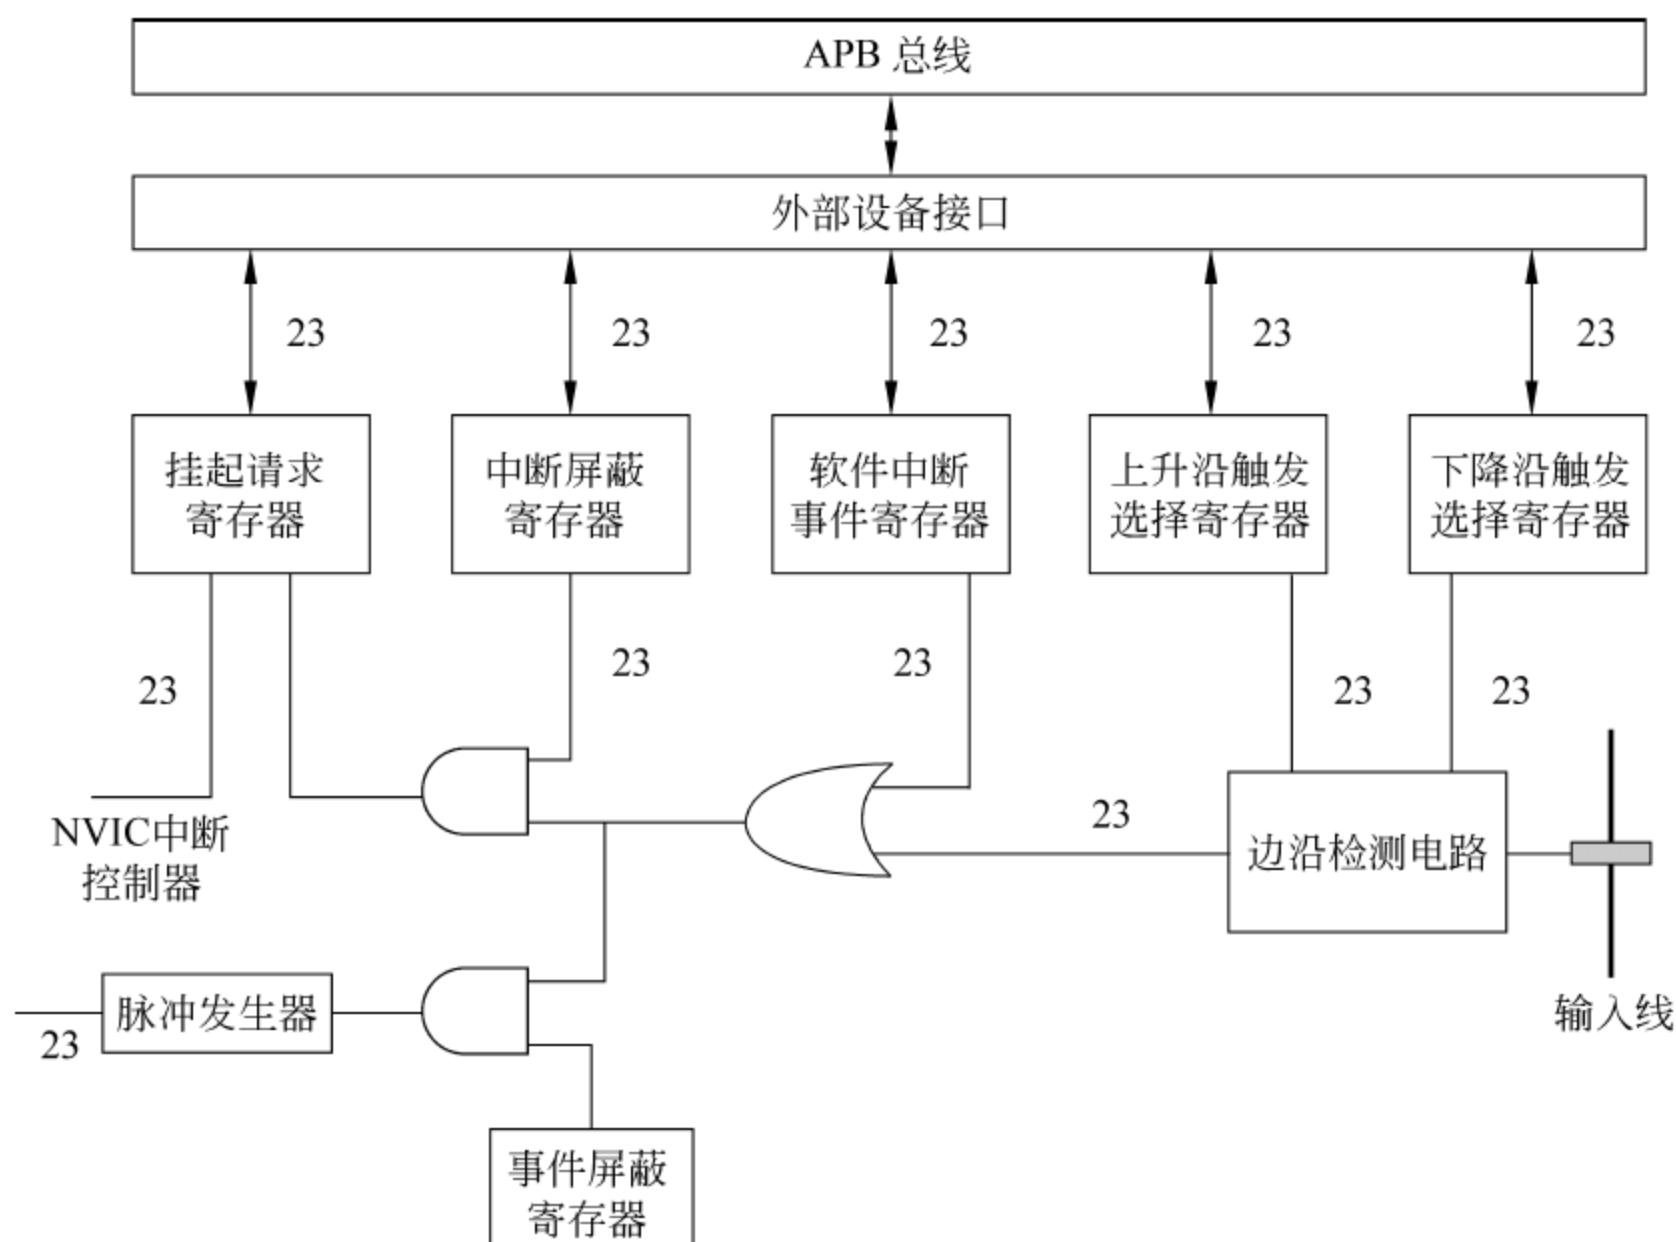 APB 总线
外部设备接口
23 23 23 23 23
挂起请求
寄存器
中断屏蔽
寄存器
软件中断
事件寄存器
上升沿触发
选择寄存器
下降沿触发
选择寄存器
23 23 23 23 23
NVIC中断
控制器
23
边沿检测电路
输入线
脉冲发生器
23
事件屏蔽
寄存器